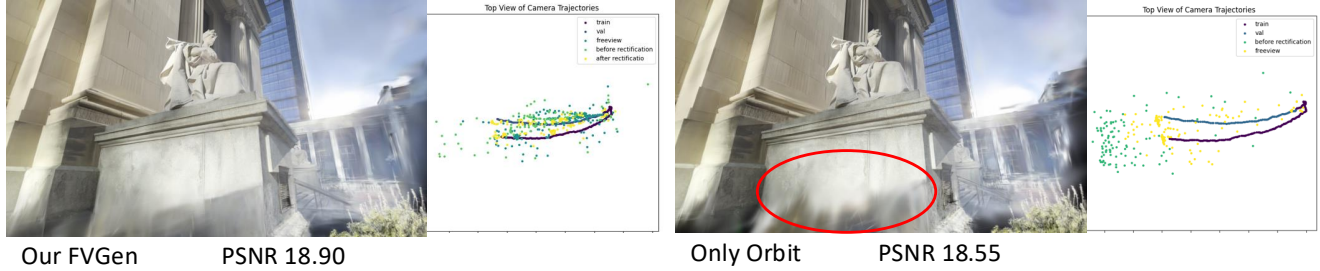 Top View of Camera Trajectories
train
val
freeview
before rectification
after rectificatio
Top View of Camera Trajectories
train
val
before rectification
freeview
Our FVGen PSNR 18.90
Only Orbit PSNR 18.55